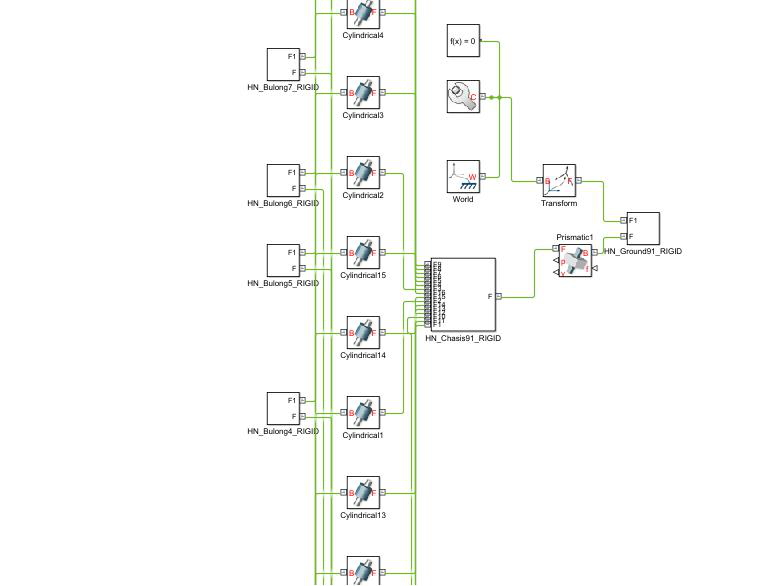 B F
Cylindrical4
f(x) = 0
F1
F
HN_Bulong7_RIGID
B F
Cylindrical3
C
F1
F
HN_Bulong6_RIGID
B F
Cylindrical2
W
World
B F
Transform
F1
F
HN_Ground91_RIGID
Prismatic1
F B
p
v f
F1
F
HN_Bulong5_RIGID
B F
Cylindrical15
F
HN_Chasis91_RIGID
B F
Cylindrical14
F1
F
HN_Bulong4_RIGID
B F
Cylindrical1
B F
Cylindrical13
B F